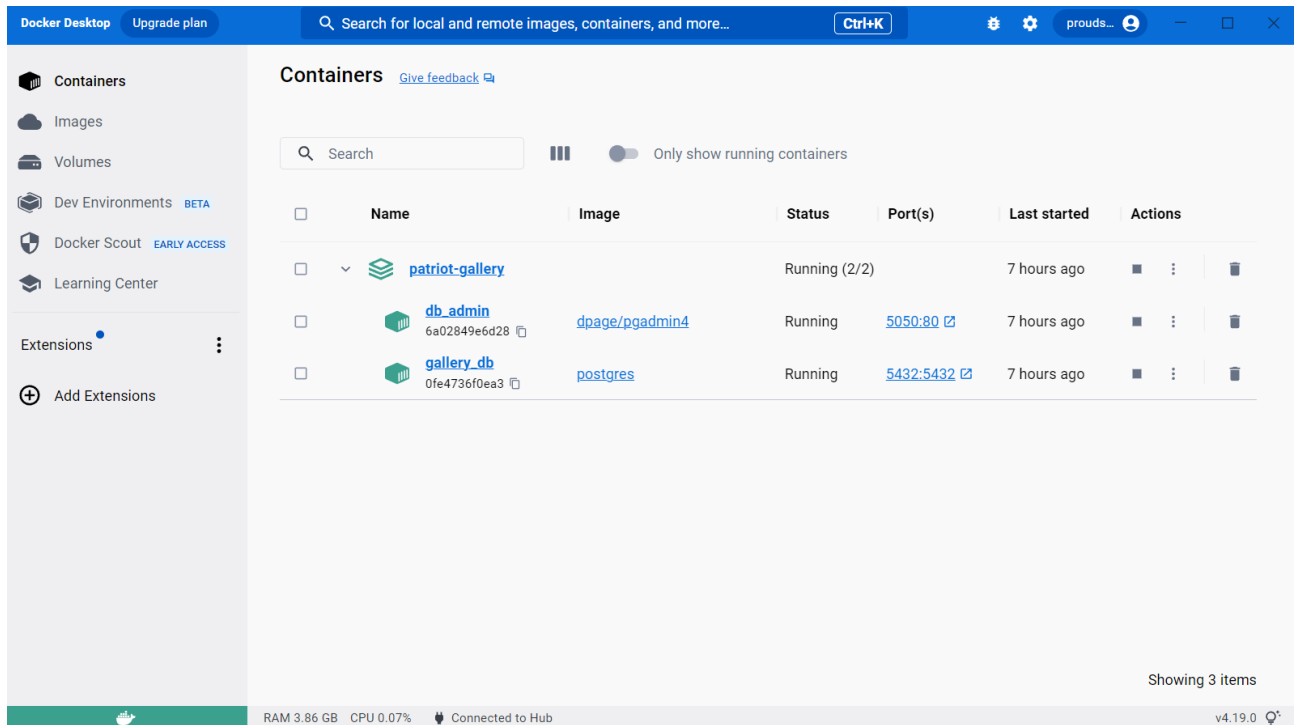 Docker Desktop Upgrade plan Search for local and remote images, containers, and more... Ctrl+K prouds...
Containers
Images
Volumes
Dev Environments BETA
Docker Scout EARLY ACCESS
Learning Center
Extensions
Add Extensions
Containers Give feedback
Search Only show running containers
Name Image Status Port(s) Last started Actions
patriot-gallery Running (2/2) 7 hours ago
db_admin
6a02849e6d28 dpage/pgadmin4 Running 5050:80 7 hours ago
gallery_db
0fe4736f0ea3 postgres Running 5432:5432 7 hours ago
Showing 3 items
RAM 3.86 GB CPU 0.07% Connected to Hub v4.19.0